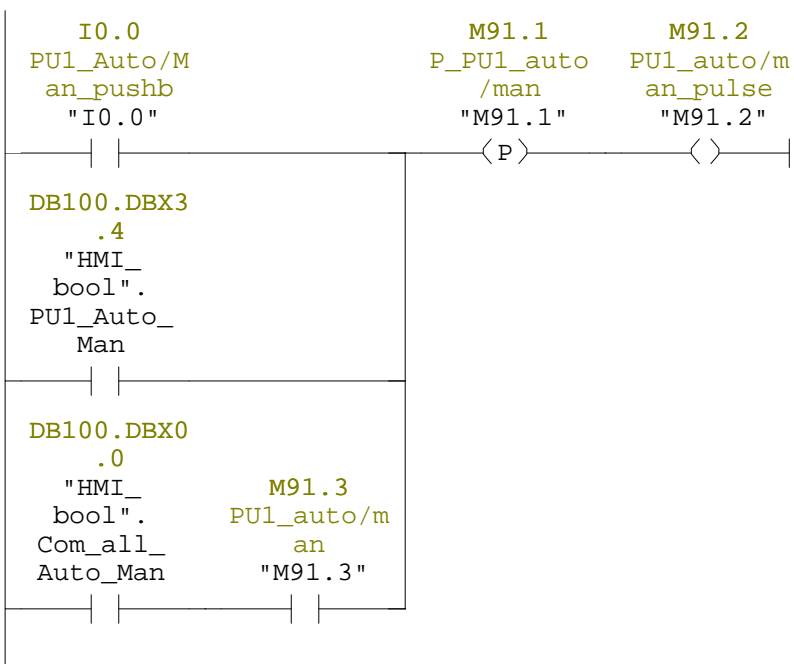 I0.0
PU1_Auto/M
an_pushb
"I0.0"
M91.1
P_PU1_auto
/man
"M91.1"
P
M91.2
PU1_auto/m
an_pulse
"M91.2"
DB100.DBX3
.4
"HMI_
bool".
PU1_Auto_
Man
DB100.DBX0
.0
"HMI_
bool".
Com_all_
Auto_Man
M91.3
PU1_auto/m
an
"M91.3"